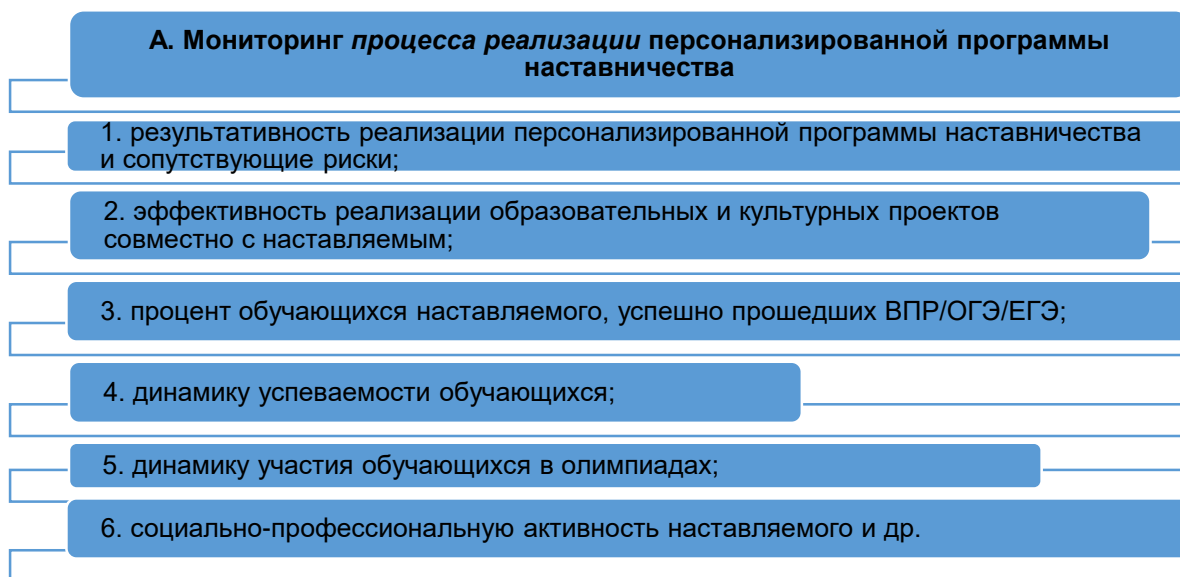 А. Мониторинг процесса реализации персонализированной программы
наставничества
1. результативность реализации персонализированной программы наставничества
и сопутствующие риски;
2. эффективность реализации образовательных и культурных проектов
совместно с наставляемым;
3. процент обучающихся наставляемого, успешно прошедших ВПР/ОГЭ/ЕГЭ;
4. динамику успеваемости обучающихся;
5. динамику участия обучающихся в олимпиадах;
6. социально-профессиональную активность наставляемого и др.